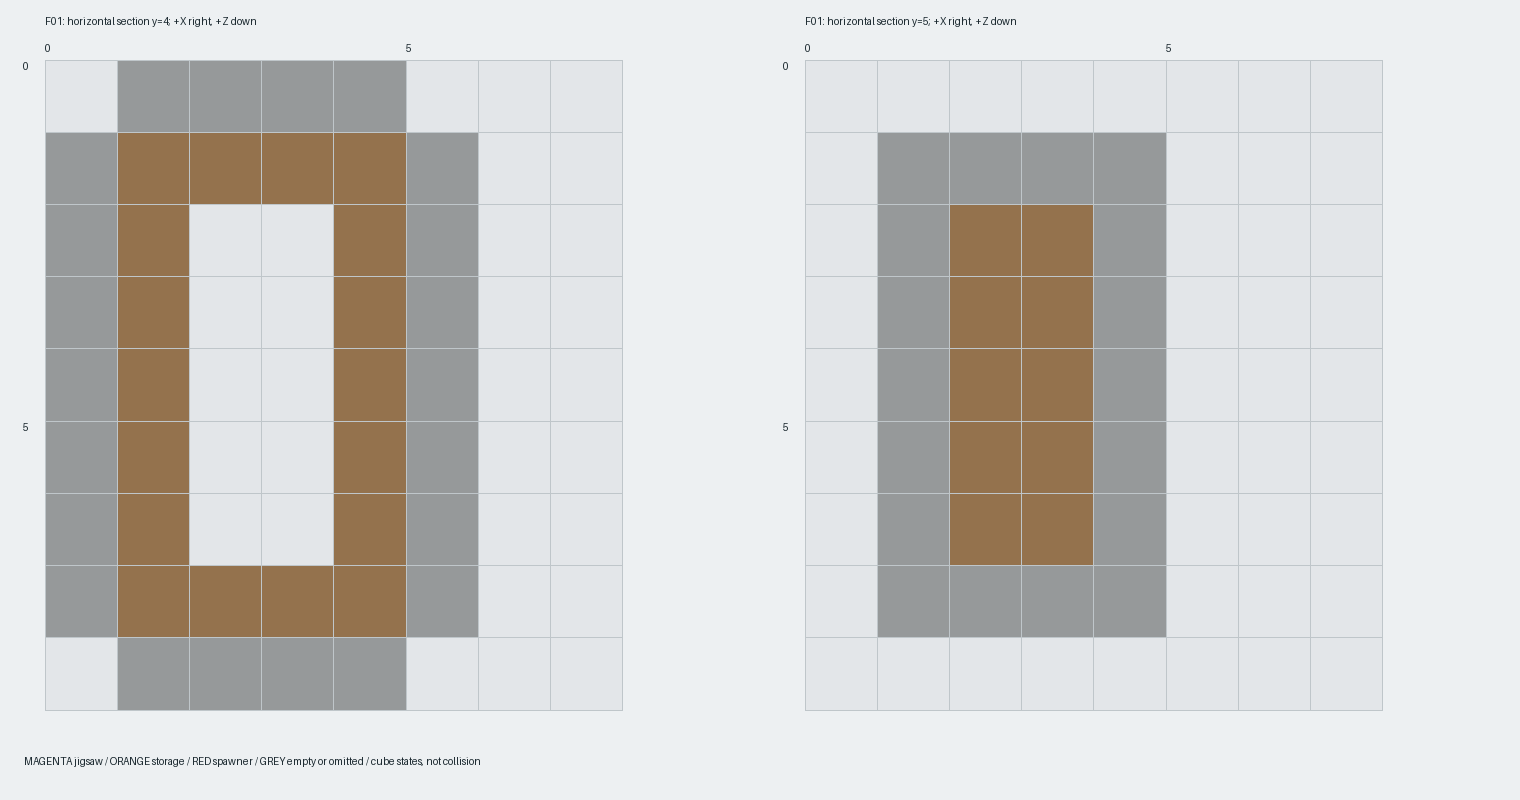 F01: horizontal section y=4; +X right, +Z down
F01: horizontal section y=5; +X right, +Z down
0 5
0 5
0
0
5
5
MAGENTA jigsaw / ORANGE storage / RED spawner / GREY empty or omitted / cube states, not collision